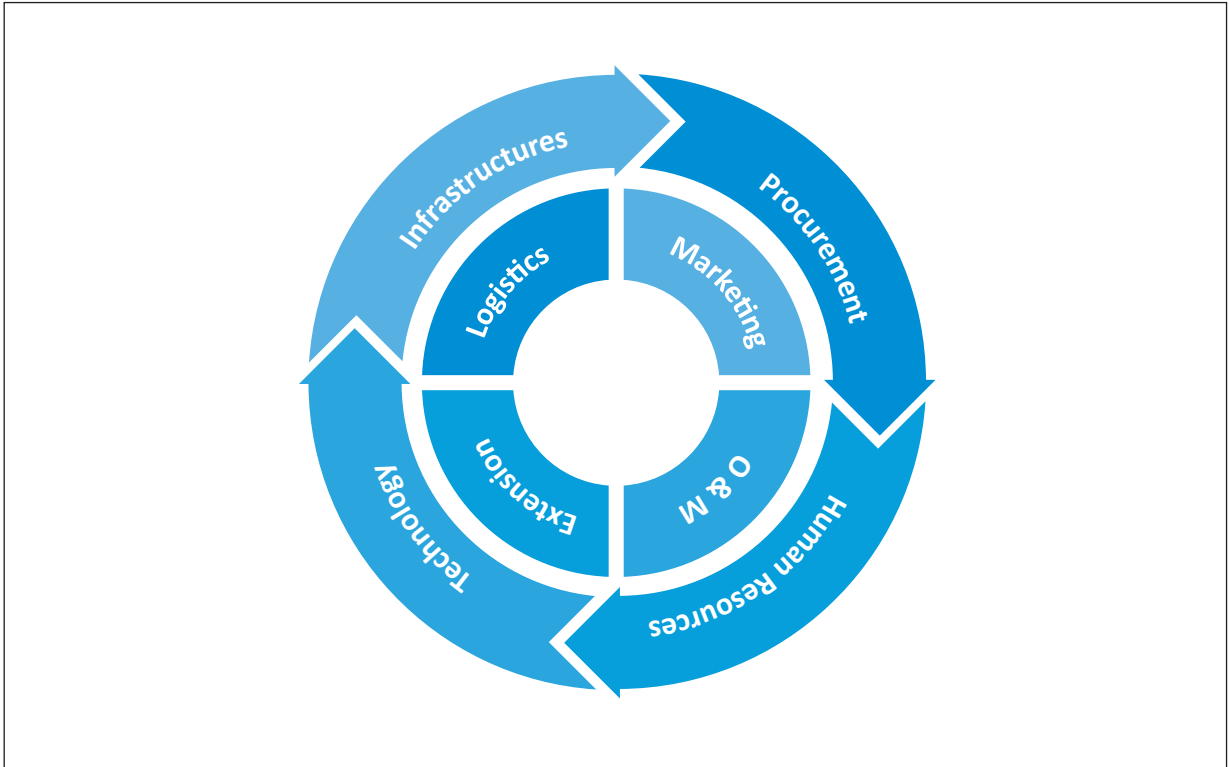 Infrastructures
Procurement
Logistics
Marketing
Extension
O & M
Technology
Human Resources